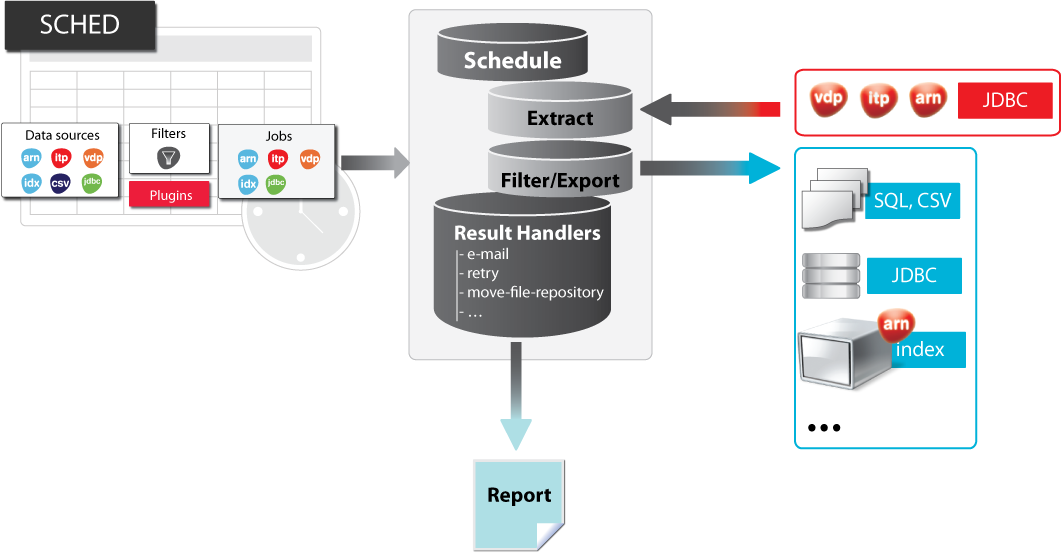 SCHED
Data sources
arn itp vdp
idx csv jdbc
Filters
Plugins
Jobs
arn itp vdp
idx jdbc
Schedule
Extract
Filter/Export
Result Handlers
- e-mail
- retry
- move-file-repository
- ...
vdp itp arn JDBC
SQL, CSV
JDBC
arn
index
...
Report